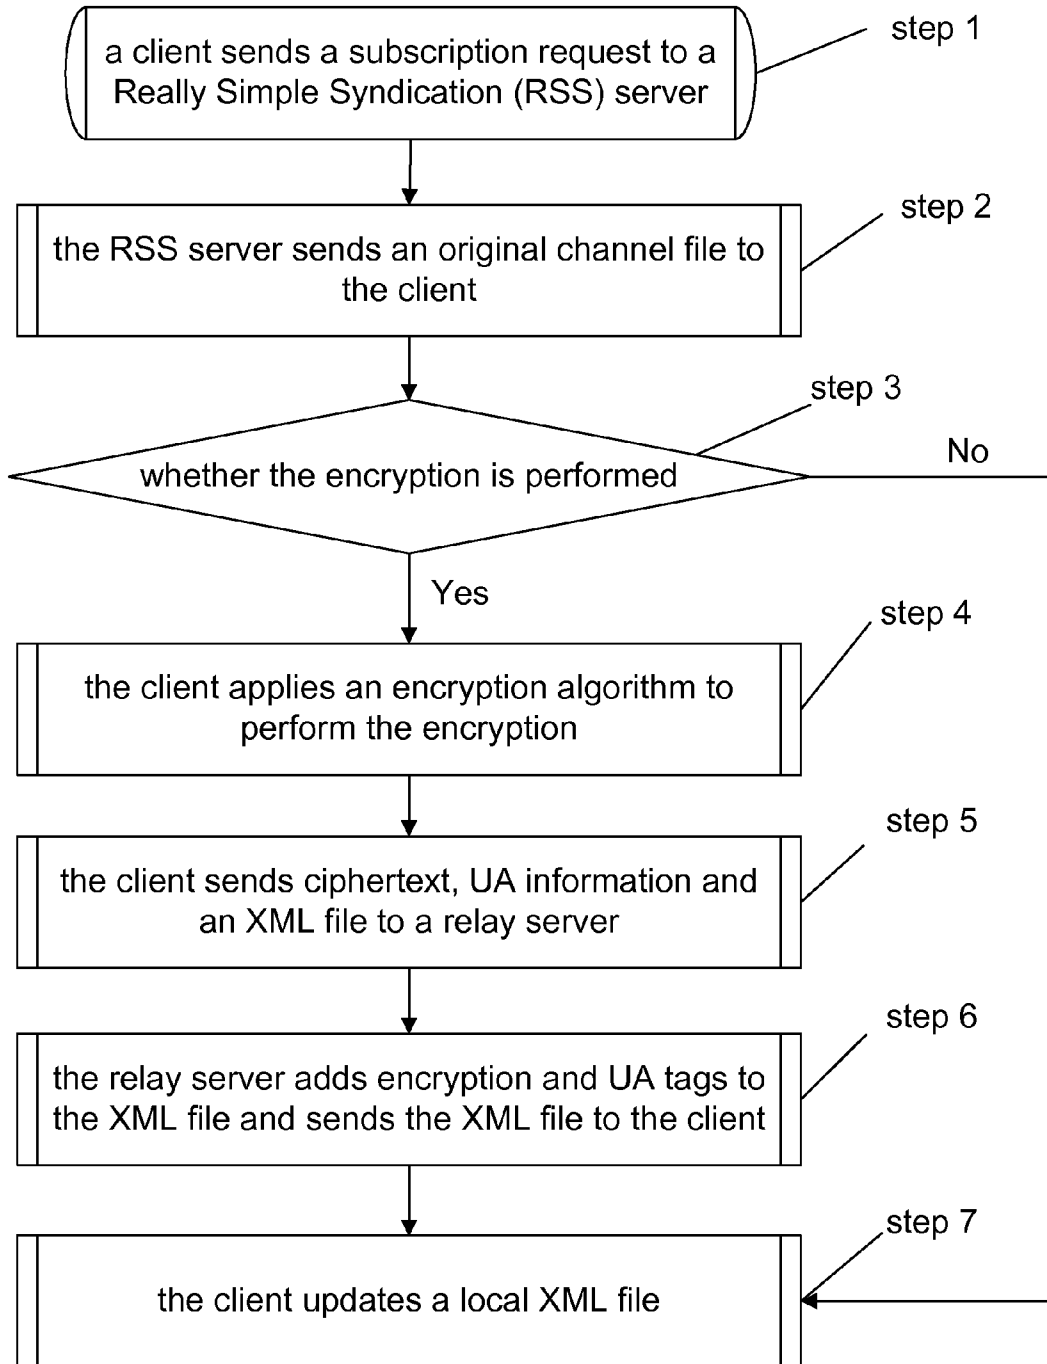 step 1
a client sends a subscription request to a
Really Simple Syndication (RSS) server
step 2
the RSS server sends an original channel file to
the client
step 3
whether the encryption is performed
No
Yes
step 4
the client applies an encryption algorithm to
perform the encryption
step 5
the client sends ciphertext, UA information and
an XML file to a relay server
step 6
the relay server adds encryption and UA tags to
the XML file and sends the XML file to the client
step 7
the client updates a local XML file